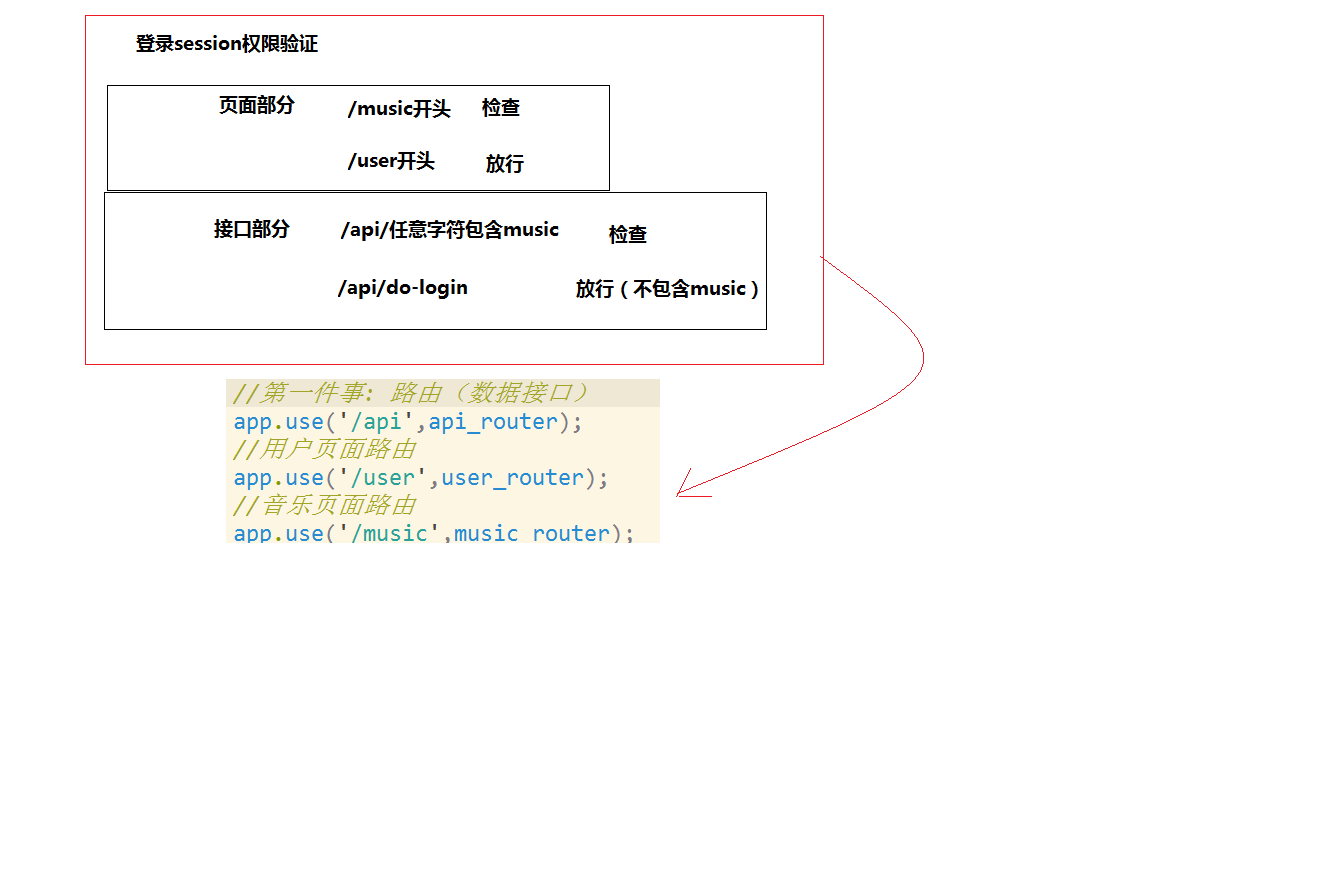 登录session权限验证
页面部分 /music开头 检查
/user开头 放行
接口部分 /api/任意字符包含music 检查
/api/do-login 放行（不包含music）
//第一件事: 路由（数据接口）
app.use('/api',api_router);
//用户页面路由
app.use('/user',user_router);
//音乐页面路由
app.use('/music',music_router);